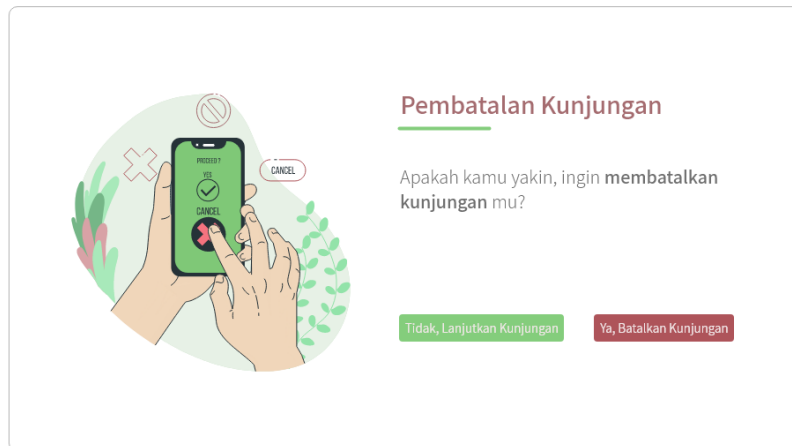 Pembatalan Kunjungan
PROCEED ?
YES
CANCEL
CANCEL
Apakah kamu yakin, ingin membatalkan
kunjungan mu?
Tidak, Lanjutkan Kunjungan
Ya, Batalkan Kunjungan